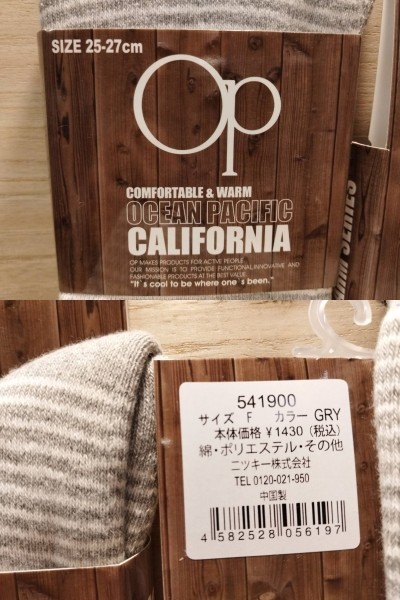 SIZE 25-27cm
Op
COMFORTABLE & WARM
OCEAN PACIFIC
CALIFORNIA
OP MAKES PRODUCTS FOR ACTIVE PEOPLE.
OUR MISSION IS TO PTOVIDE FUNCTIONAL,INNOVATIVE AND
FASHIONABLE PRODUCTS AT THE BEST VALUE.
"It's cool to be where one's been."
SERIES
541900
サイズ F カラー GRY
本体価格 ¥1430 (税込)
綿・ポリエステル・その他
ニッキー株式会社
TEL 0120-021-950
中国製
4 582528 056197